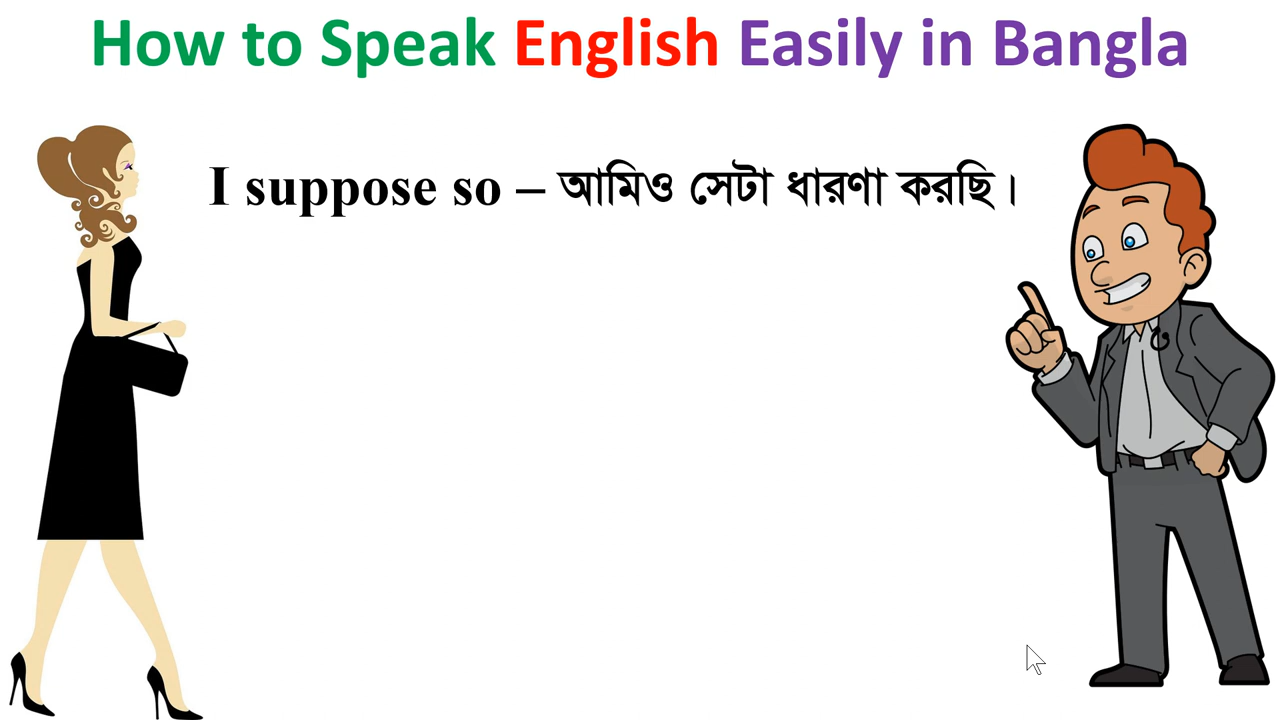 How to Speak English Easily in Bangla
I suppose so – আমিও সেটা ধারণা করছি।